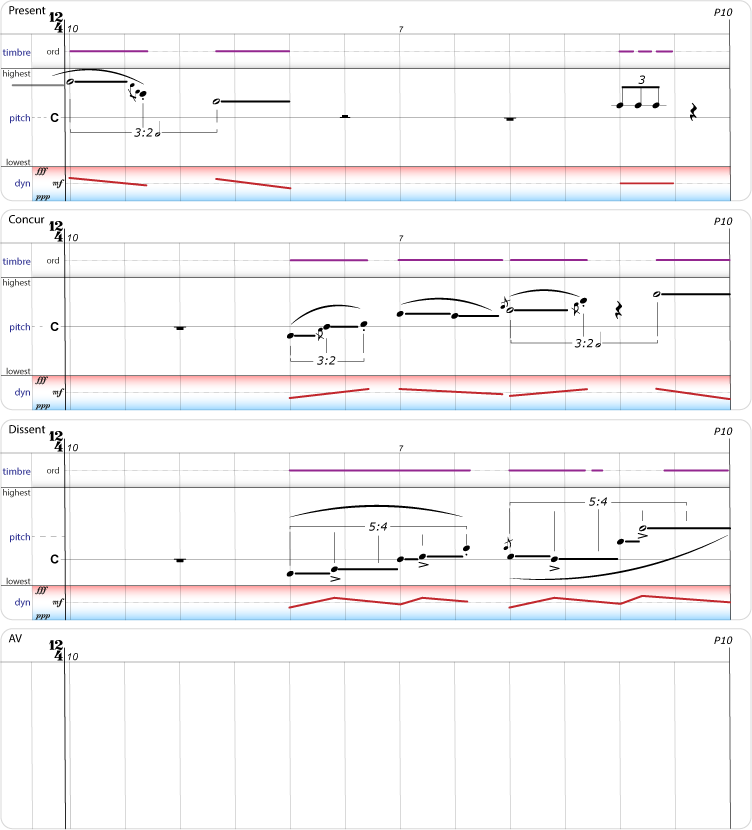 Present
P10
12
4
10
7
timbre ord
highest
3
pitch C
3:2
lowest
fff
dyn mf
ppp
Concur
P10
12
4
10
7
timbre ord
highest
pitch C
3:2
3:2
lowest
fff
dyn mf
ppp
Dissent
P10
12
4
10
7
timbre ord
highest
5:4
5:4
pitch
C
lowest
fff
dyn mf
ppp
AV
P10
12
4
10